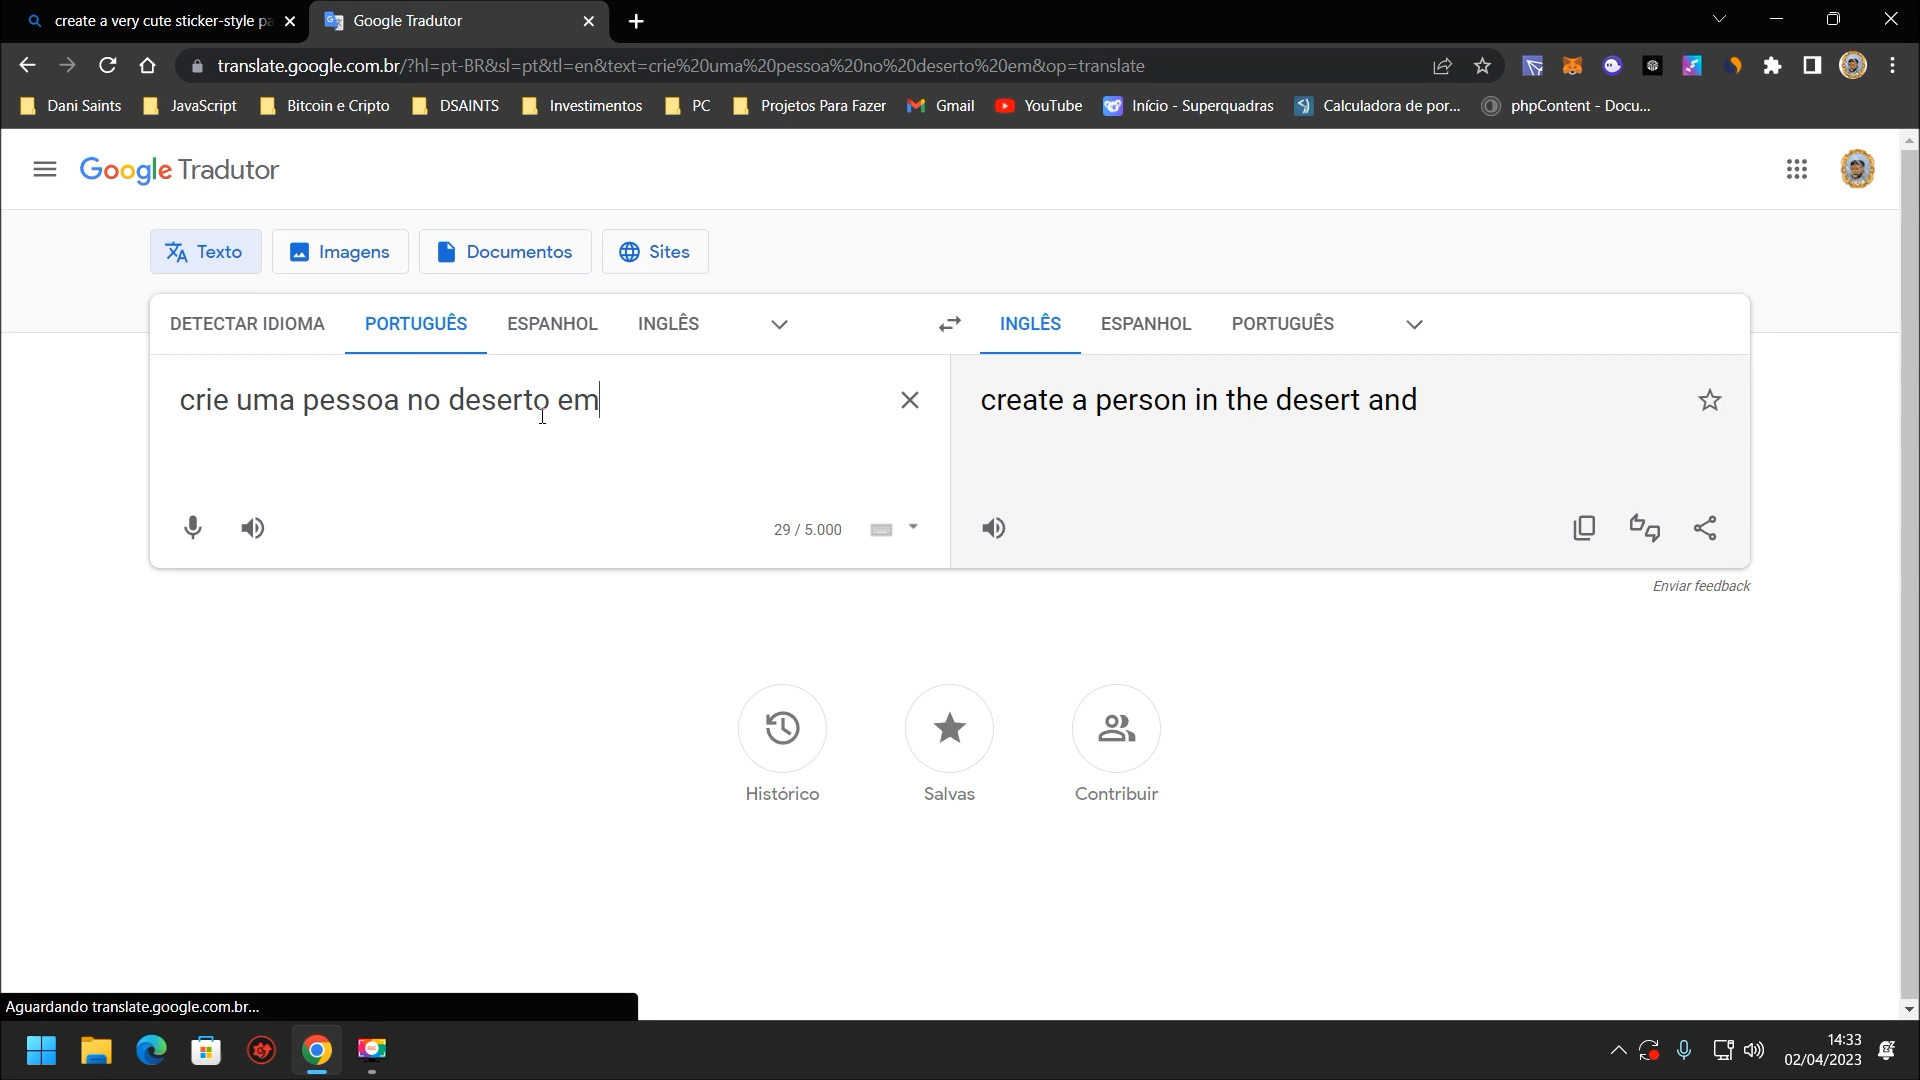 create a very cute sticker-style pa
Google Tradutor
translate.google.com.br/?hl=pt-BR&sl=pt&tl=en&text=crie%20uma%20pessoa%20no%20deserto%20em&op=translate
Dani Saints JavaScript Bitcoin e Cripto DSAINTS Investimentos PC Projetos Para Fazer Gmail YouTube Início - Superquadras Calculadora de por... phpContent - Docu...
Google Tradutor
Texto Imagens Documentos Sites
DETECTAR IDIOMA PORTUGUÊS ESPANHOL INGLÊS INGLÊS ESPANHOL PORTUGUÊS
crie uma pessoa no deserto em
create a person in the desert and
29 / 5.000
Enviar feedback
Histórico Salvas Contribuir
Aguardando translate.google.com.br...
14:33
02/04/2023